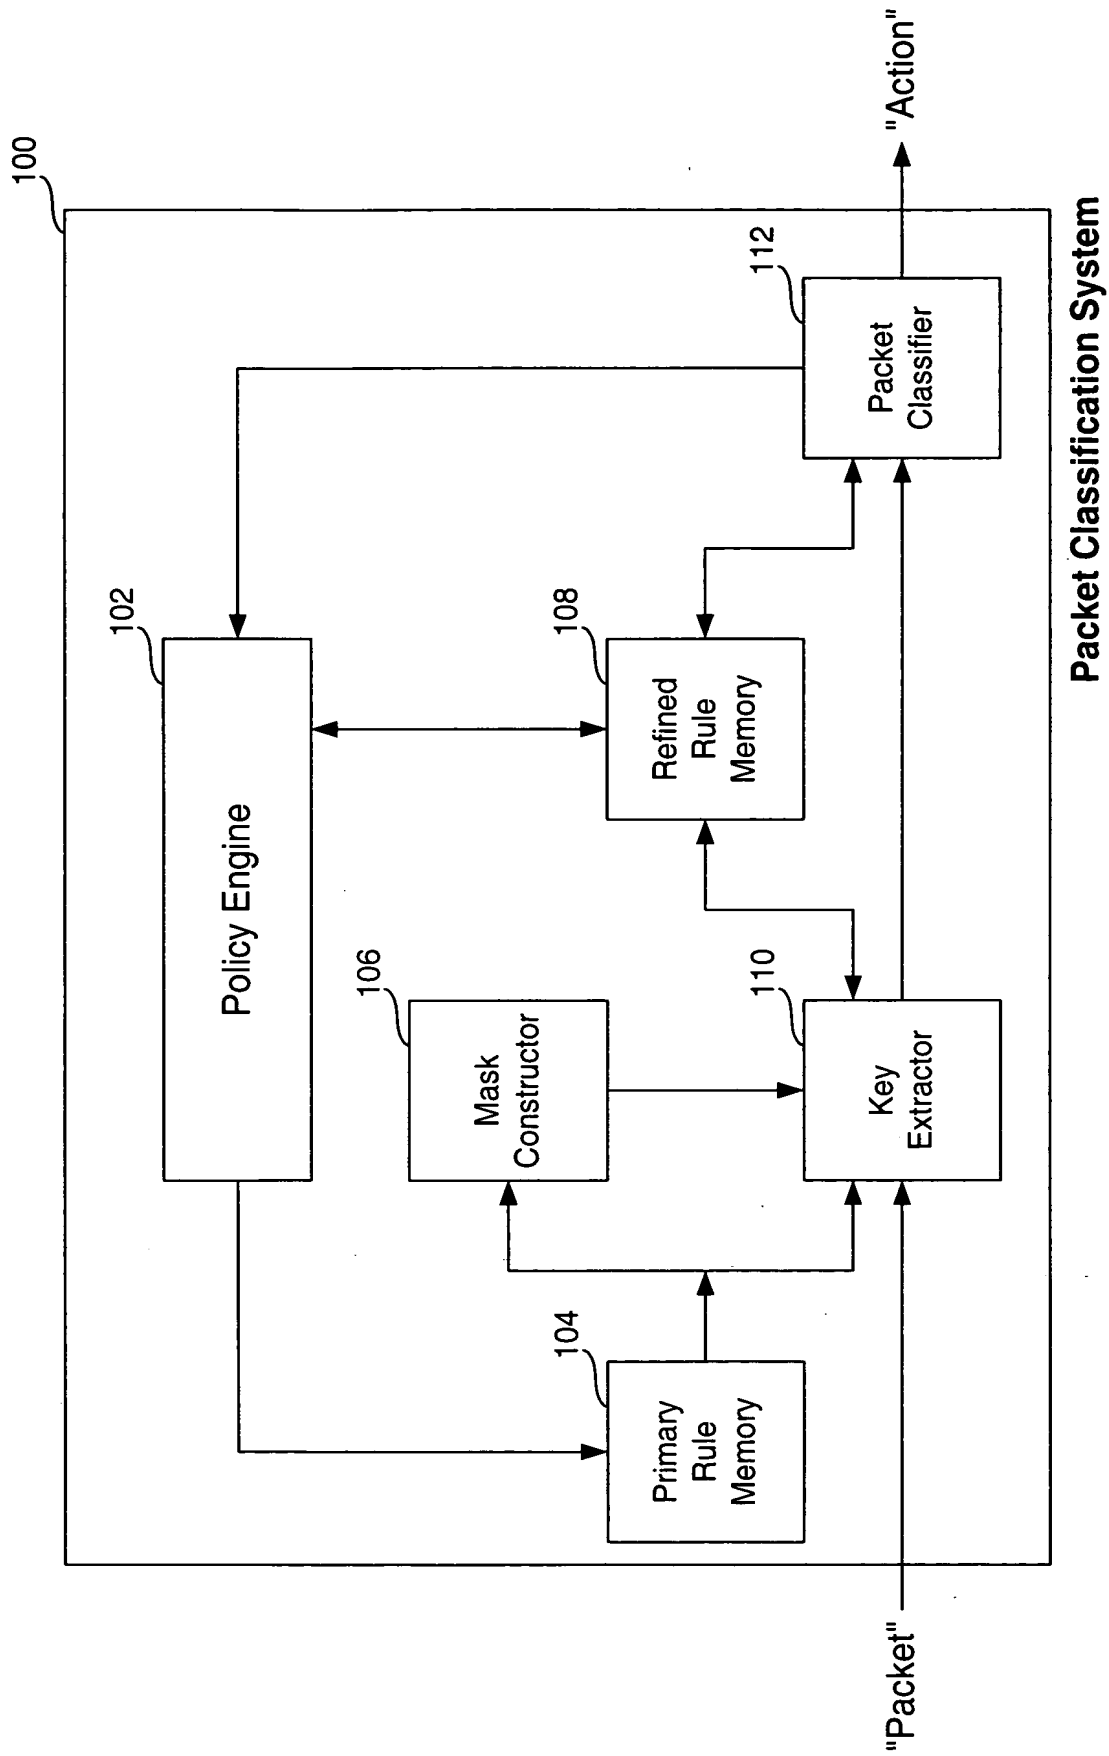 100
102
Policy Engine
106
Mask
Constructor
104
Primary
Rule
Memory
108
Refined
Rule
Memory
110
Key
Extractor
112
Packet
Classifier
"Packet"
"Action"
Packet Classification System